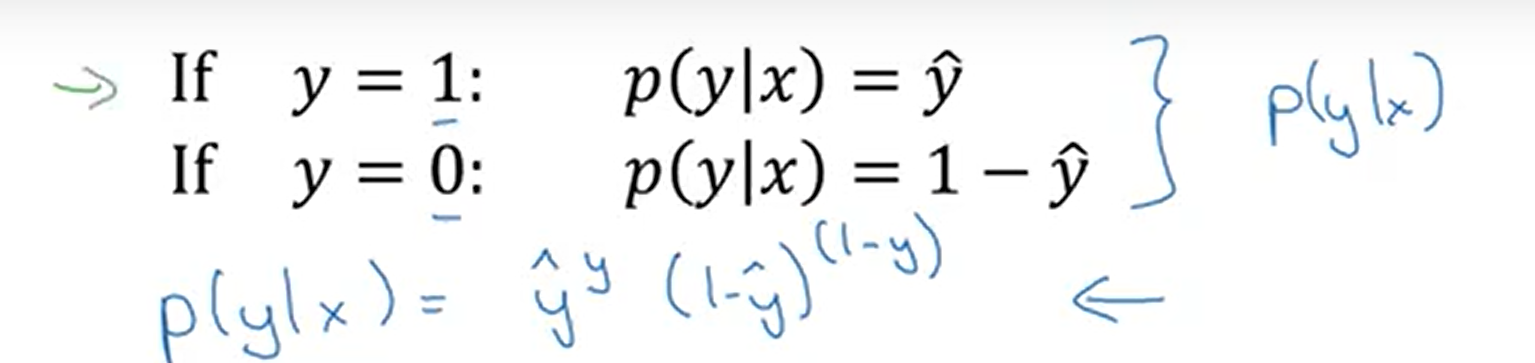 If y = 1: p(y|x) = ŷ
If y = 0: p(y|x) = 1 − ŷ
p(y|x)
p(y|x) = ŷ^y (1-ŷ)^(1-y)